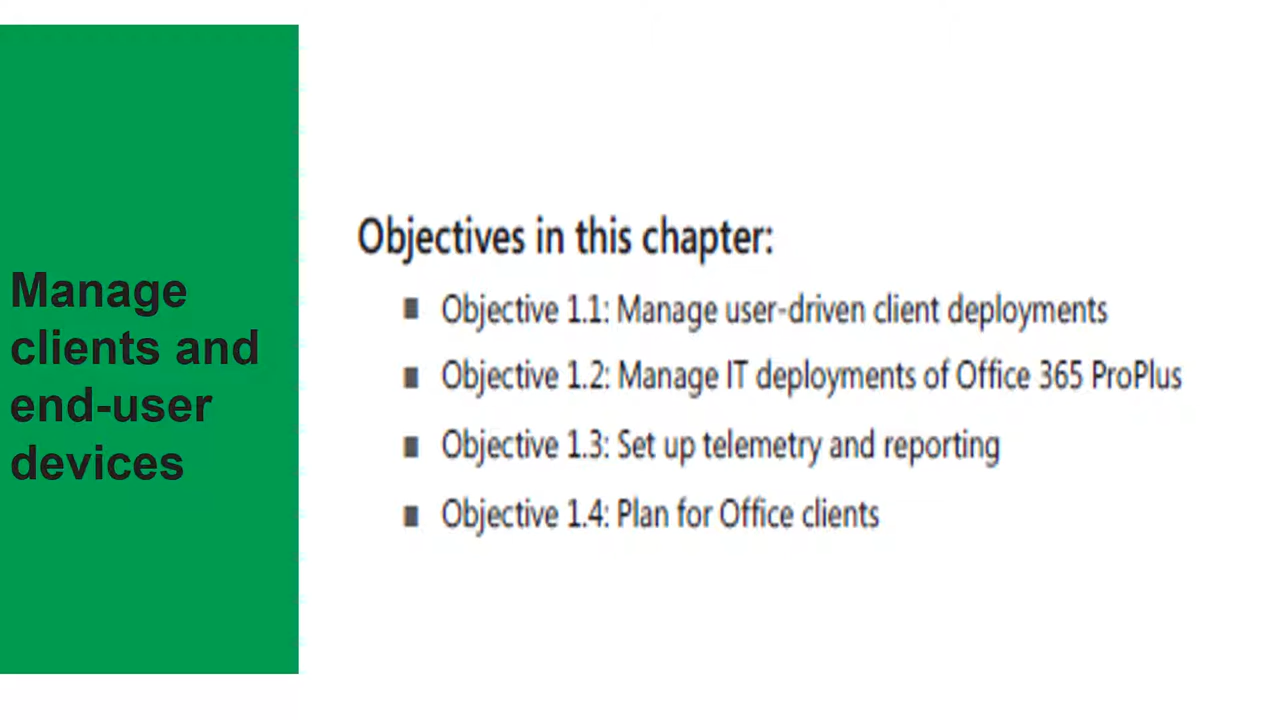 Manage
clients and
end-user
devices
Objectives in this chapter:
■ Objective 1.1: Manage user-driven client deployments
■ Objective 1.2: Manage IT deployments of Office 365 ProPlus
■ Objective 1.3: Set up telemetry and reporting
■ Objective 1.4: Plan for Office clients